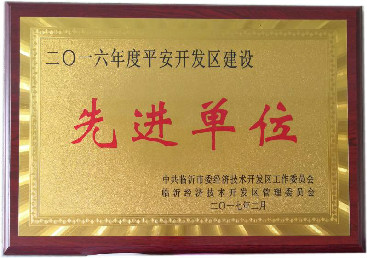 二〇一六年度平安开发区建设
先进单位
中共临沂市委经济技术开发区工作委员会
临沂经济技术开发区管理委员会
二〇一七年二月